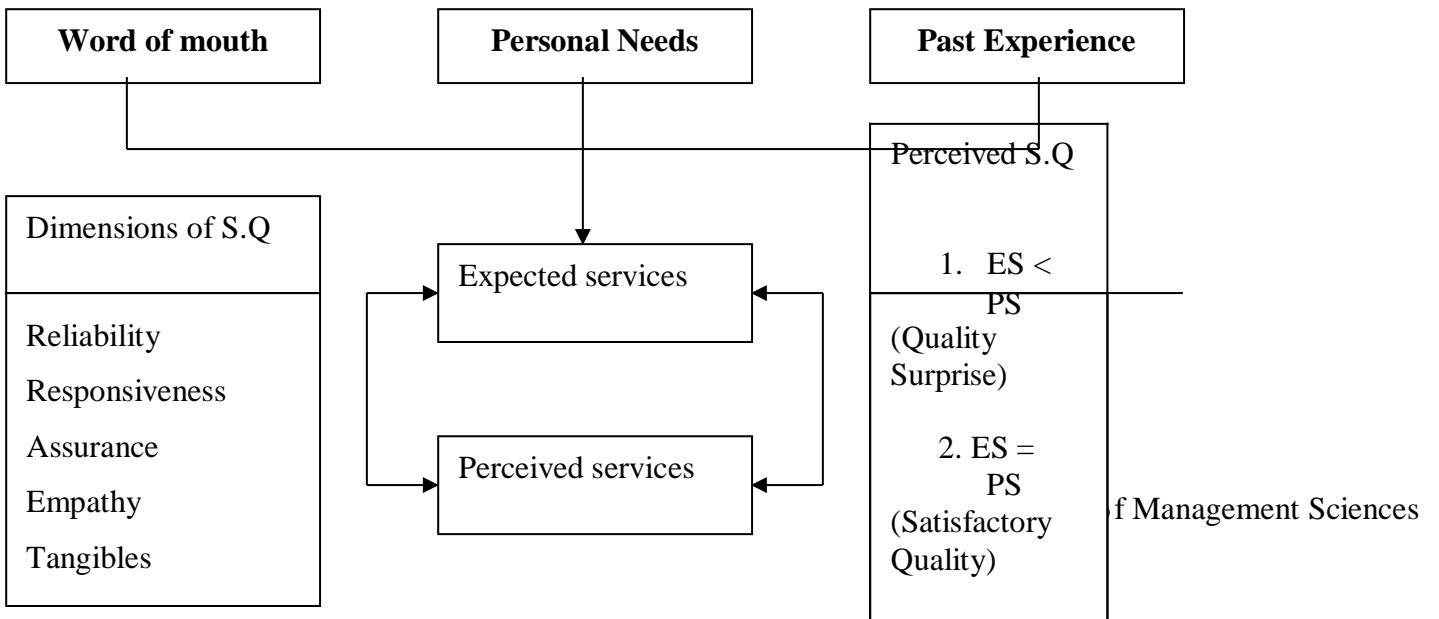 Word of mouth
Personal Needs
Past Experience
Dimensions of S.Q
Reliability
Responsiveness
Assurance
Empathy
Tangibles
Expected services
Perceived services
Perceived S.Q
1. ES <
PS
(Quality
Surprise)
2. ES =
PS
(Satisfactory
Quality)
f Management Sciences